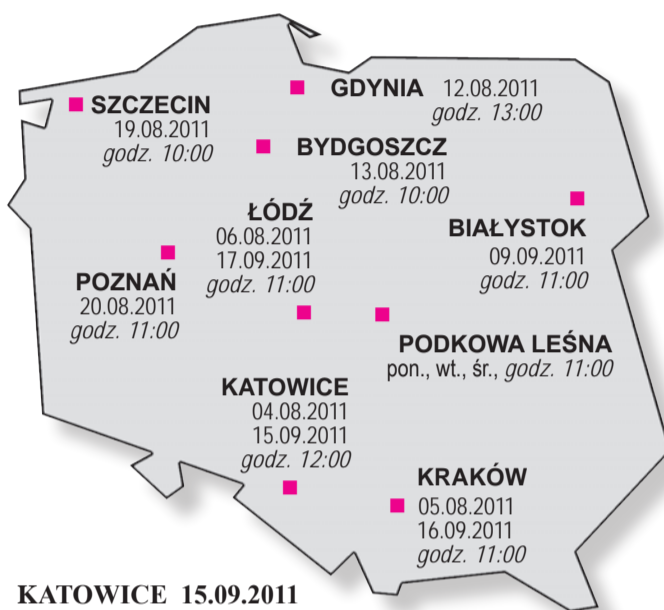 GDYNIA 12.08.2011
godz. 13:00
SZCZECIN
19.08.2011
godz. 10:00
BYDGOSZCZ
13.08.2011
godz. 10:00
ŁÓDŹ
06.08.2011
17.09.2011
godz. 11:00
BIAŁYSTOK
09.09.2011
godz. 11:00
POZNAŃ
20.08.2011
godz. 11:00
PODKOWA LEŚNA
pon., wt., śr., godz. 11:00
KATOWICE
04.08.2011
15.09.2011
godz. 12:00
KRAKÓW
05.08.2011
16.09.2011
godz. 11:00
KATOWICE 15.09.2011